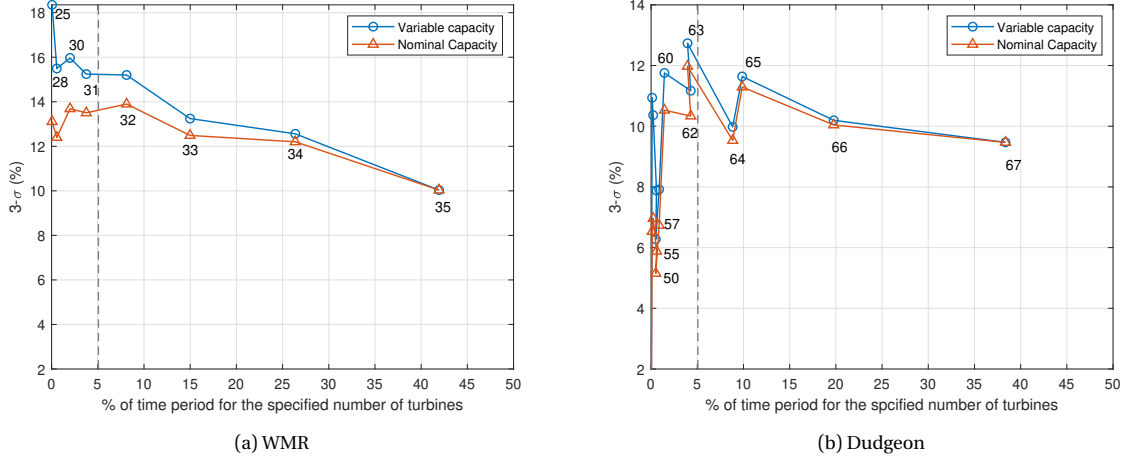 18
16
14
12
10
8
6
4
2
3-σ (%)
25
28
30
31
32
33
34
35
Variable capacity
Nominal Capacity
0 5 10 15 20 25 30 35 40 45 50
% of time period for the spcified number of turbines
(a) WMR
14
12
10
8
6
4
2
3-σ (%)
63
60
65
62
64
66
67
57
55
50
Variable capacity
Nominal Capacity
0 5 10 15 20 25 30 35 40 45 50
% of time period for the spcified number of turbines
(b) Dudgeon